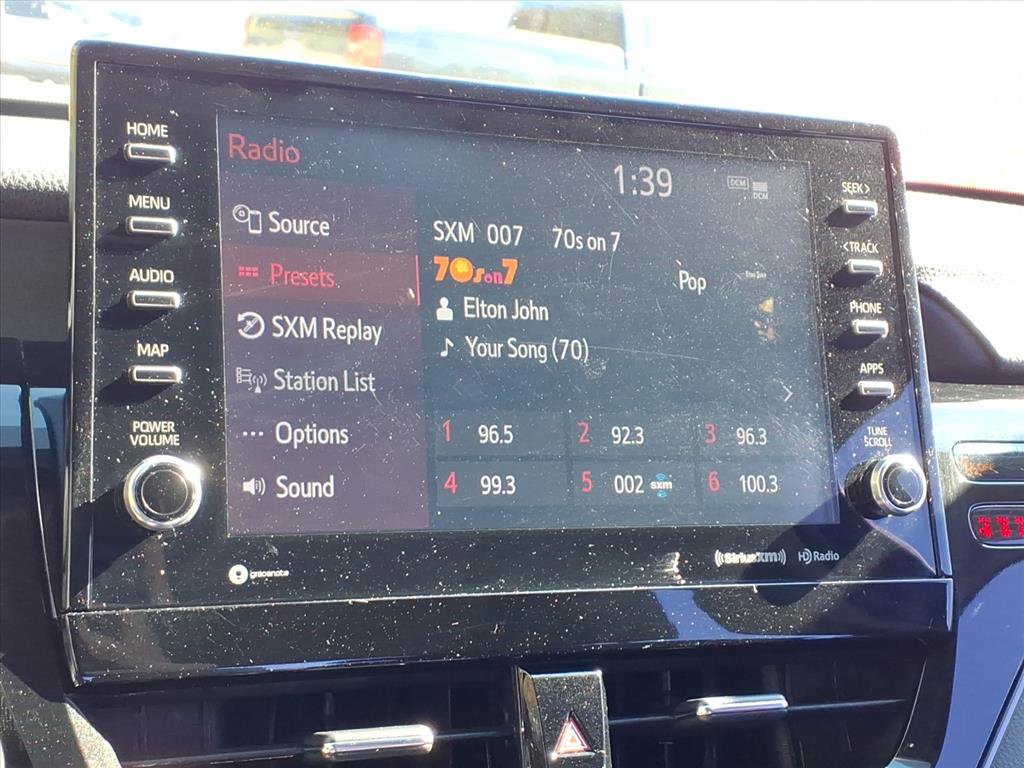 HOME
MENU
AUDIO
MAP
POWER
VOLUME
Radio
1:39
DCM
DCM
Source
Presets
SXM Replay
Station List
Options
Sound
SXM 007 70s on 7
70s on 7
Pop
Elton John
Your Song (70)
1 96.5 2 92.3 3 96.3
4 99.3 5 002 sxm 6 100.3
SEEK >
< TRACK
PHONE
APPS
TUNE
SCROLL
gracenote
((SiriusXM)) HD Radio